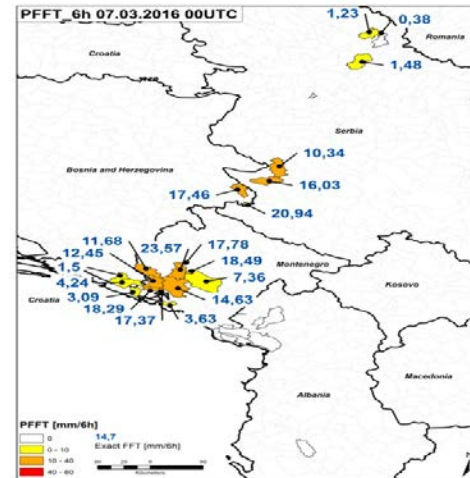 PFFT_6h 07.03.2016 00UTC
1,23
0,38
Croatia
Romania
1,48
Serbia
Bosnia and Herzegovina
10,34
17,46
16,03
20,94
11,68
23,57
17,78
12,45
18,49
1,5
Montenegro
7,36
4,24
Kosovo
Croatia
3,09
14,63
18,29
17,37
3,63
Macedonia
Albania
PFFT [mm/6h]
0
14,7
0 - 10
Exact FFT [mm/6h]
10 - 40
40 - 60
Kilometers
N